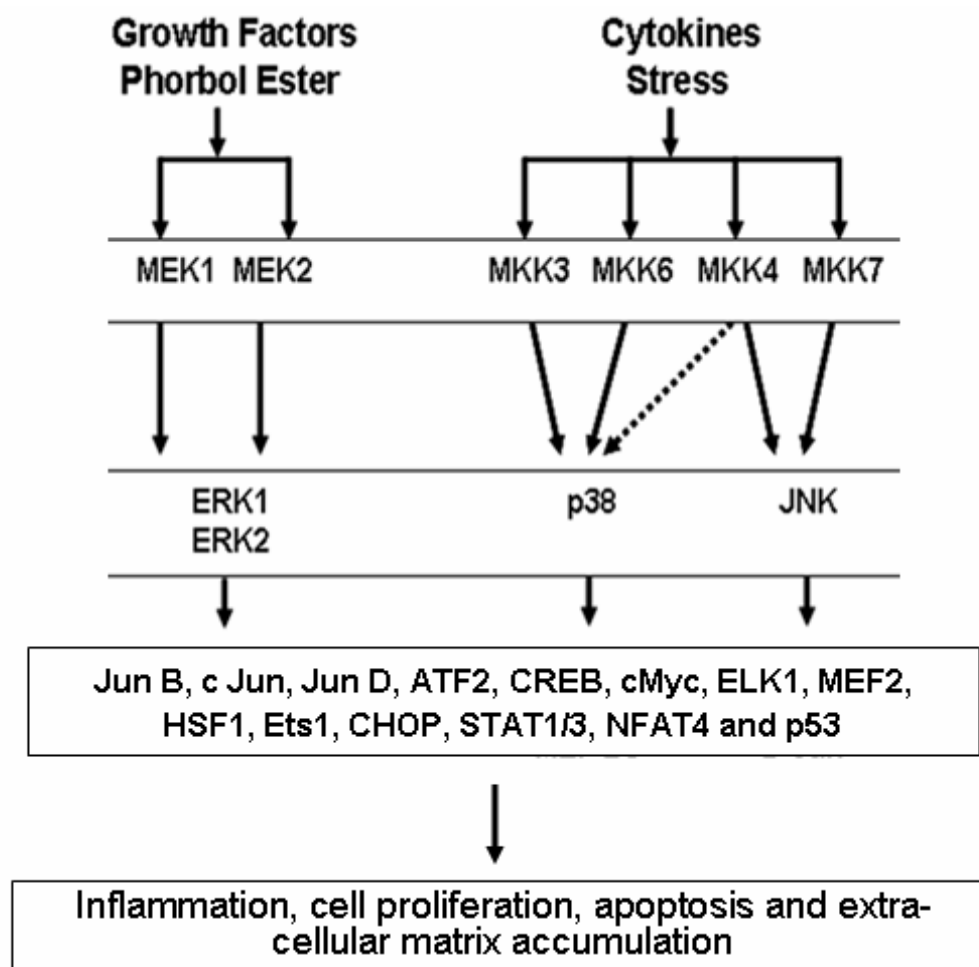 Growth Factors
Phorbol Ester
Cytokines
Stress
MEK1 MEK2
MKK3 MKK6 MKK4 MKK7
ERK1
ERK2
p38
JNK
Jun B, c Jun, Jun D, ATF2, CREB, cMyc, ELK1, MEF2,
HSF1, Ets1, CHOP, STAT1/3, NFAT4 and p53
Inflammation, cell proliferation, apoptosis and extra-
cellular matrix accumulation